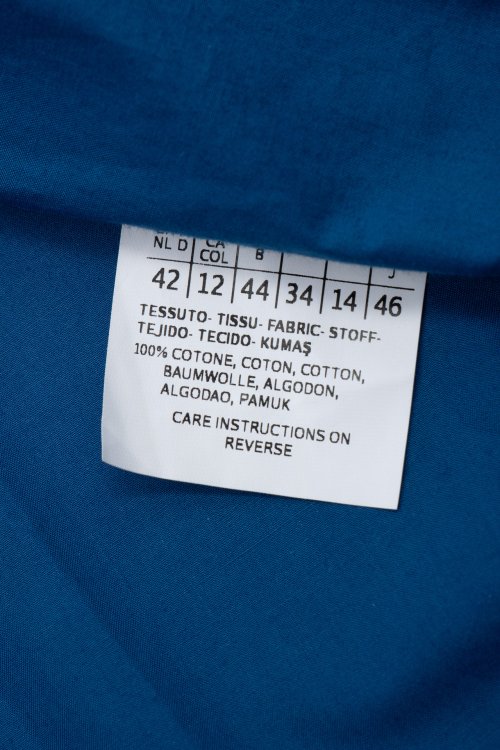 NL D CA B J
COL
42 12 44 34 14 46
TESSUTO- TISSU- FABRIC- STOFF-
TEJIDO- TECIDO- KUMAŞ
100% COTONE, COTON, COTTON,
BAUMWOLLE, ALGODON,
ALGODAO, PAMUK
CARE INSTRUCTIONS ON
REVERSE